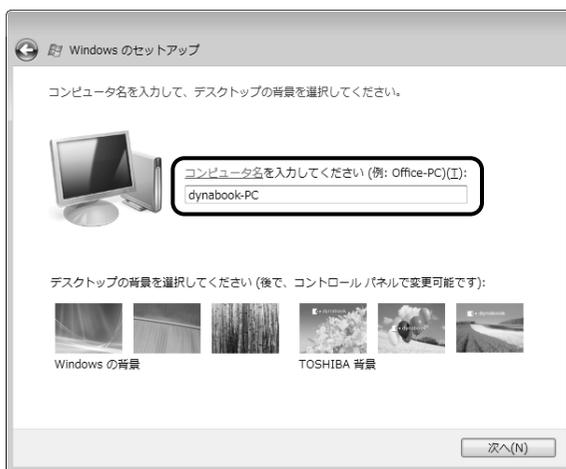 Windows のセットアップ
コンピュータ名を入力して、デスクトップの背景を選択してください。
コンピュータ名を入力してください (例: Office-PC)(T):
dynabook-PC
デスクトップの背景を選択してください (後で、コントロール パネルで変更可能です):
dynabook
dynabook
dynabook
Windows の背景
TOSHIBA 背景
次へ(N)